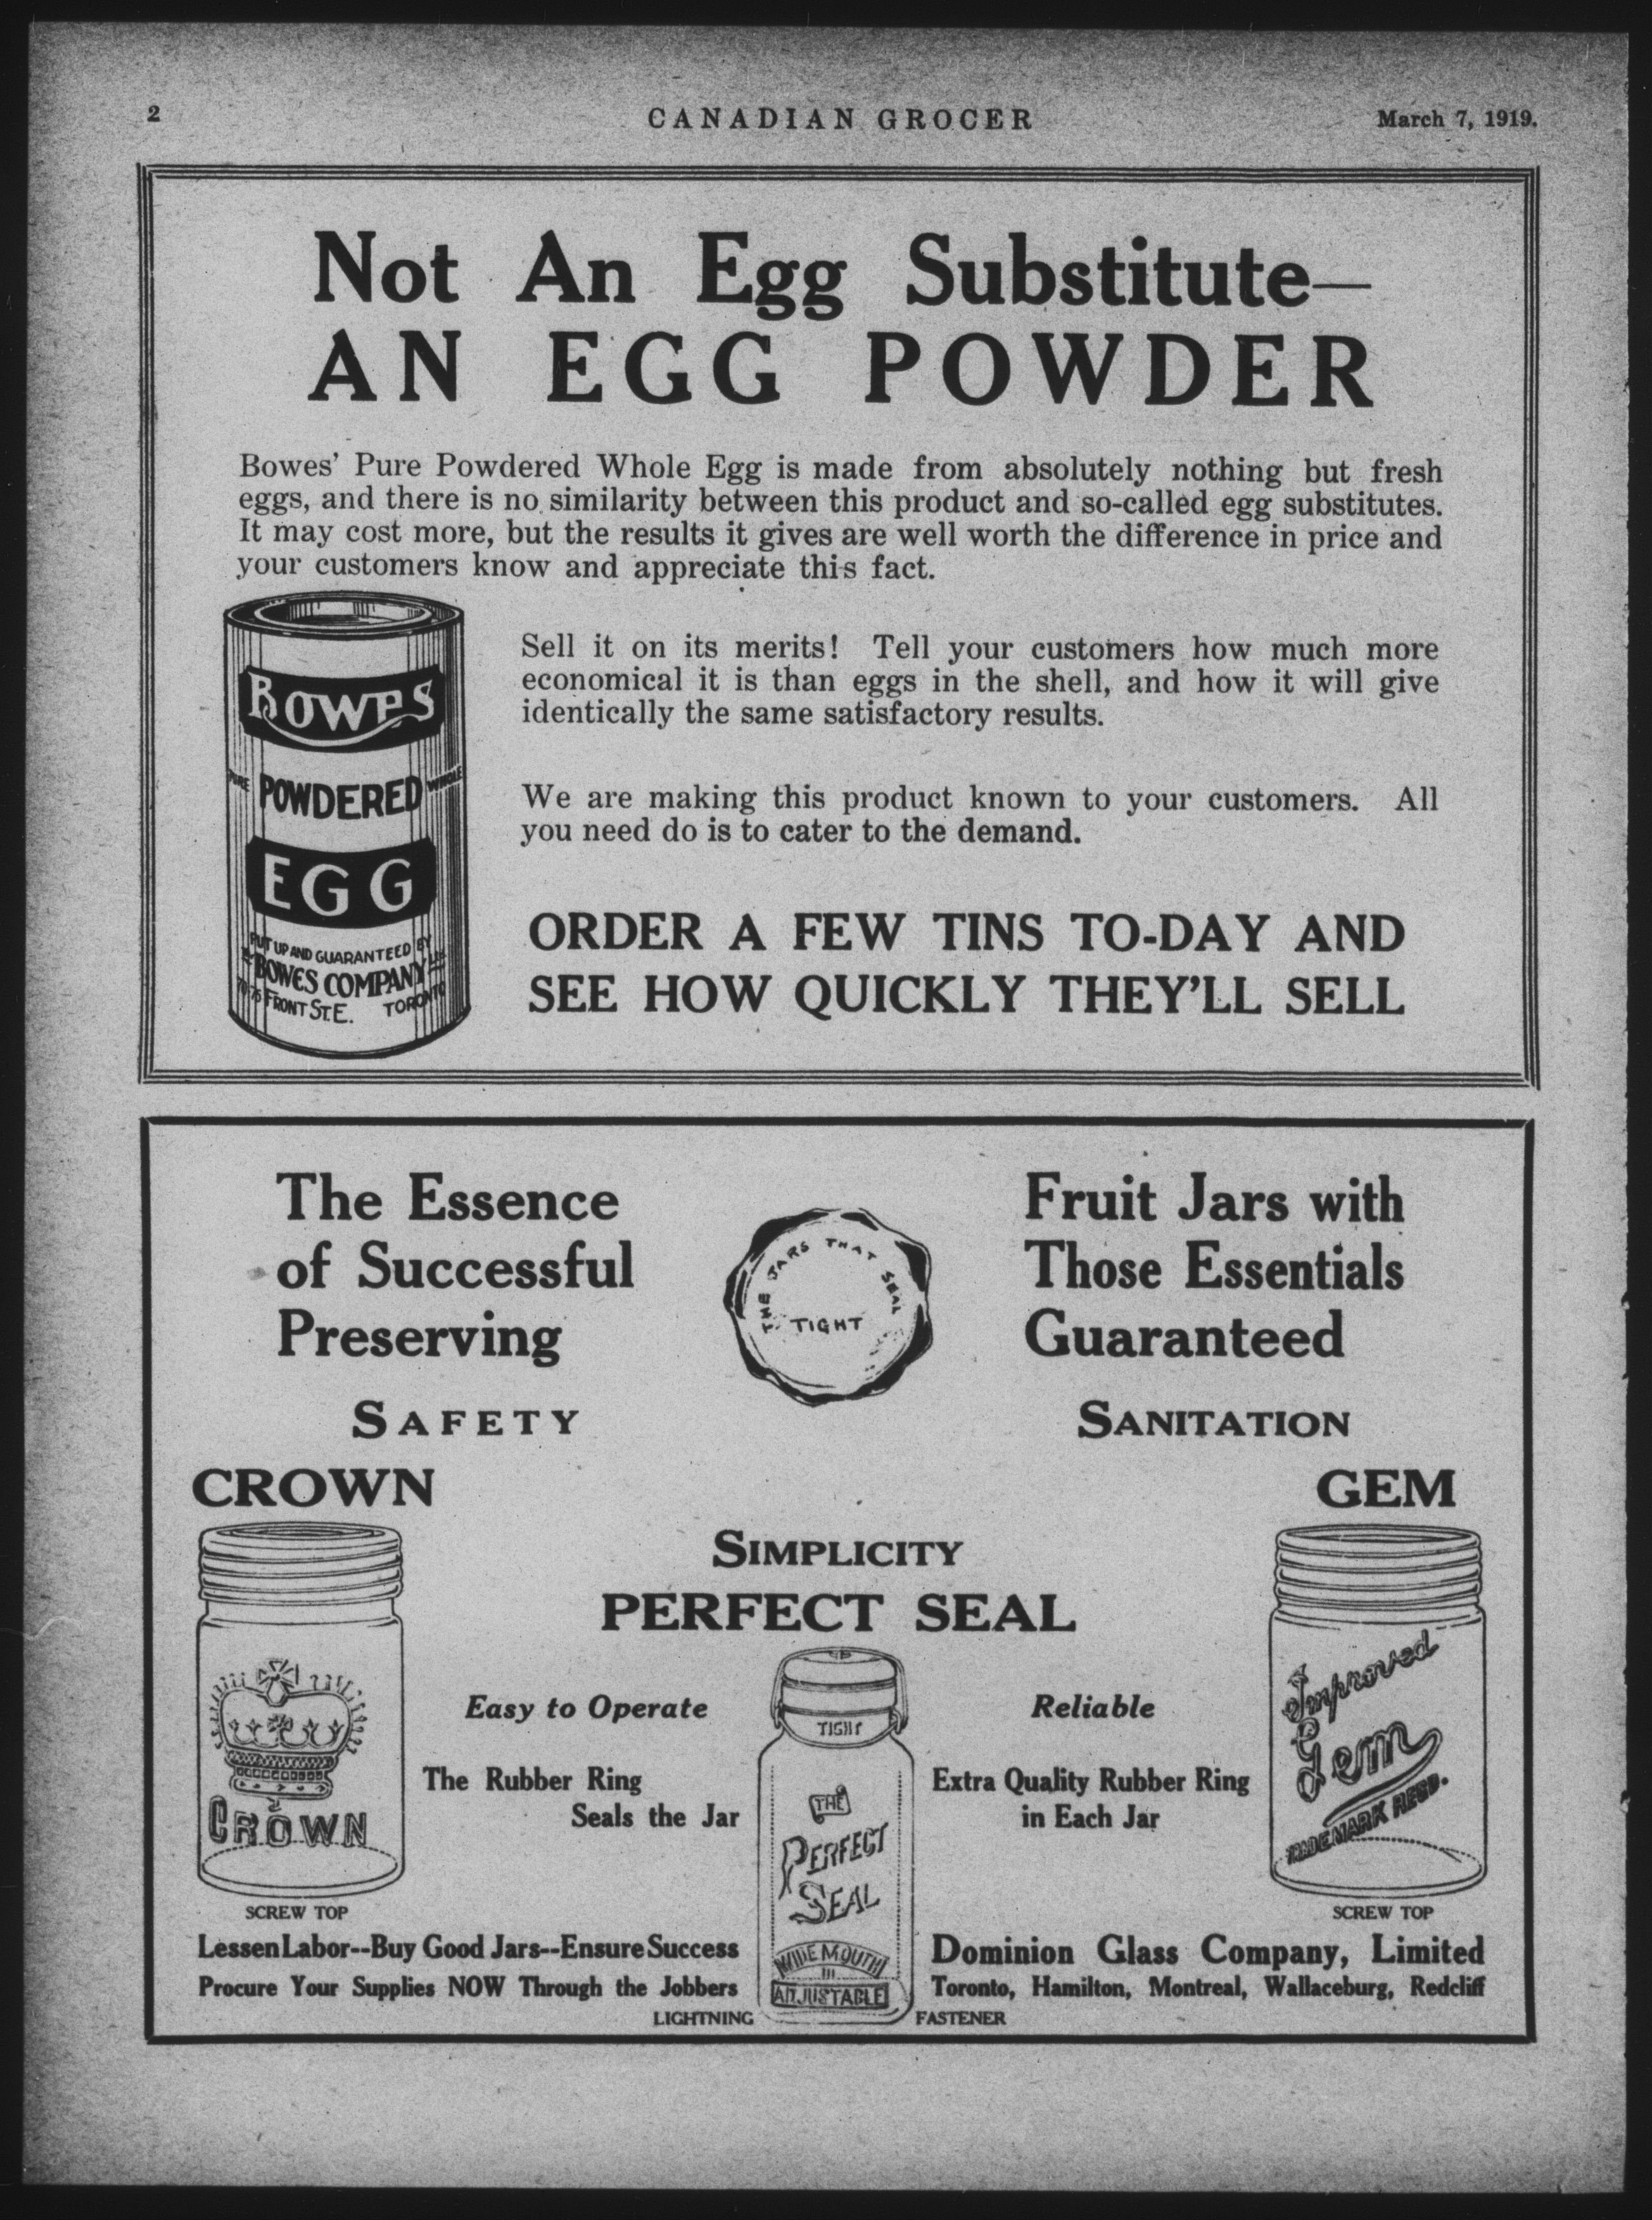 2
CANADIAN GROCER
March 7, 1919.
Not An Egg Substitute—
AN EGG POWDER
Bowes' Pure Powdered Whole Egg is made from absolutely nothing but fresh
eggs, and there is no similarity between this product and so-called egg substitutes.
It may cost more, but the results it gives are well worth the difference in price and
your customers know and appreciate this fact.
Sell it on its merits! Tell your customers how much more
economical it is than eggs in the shell, and how it will give
identically the same satisfactory results.
We are making this product known to your customers. All
you need do is to cater to the demand.
ORDER A FEW TINS TO-DAY AND
SEE HOW QUICKLY THEY'LL SELL
BOWES
PURE POWDERED WHOLE
EGG
PUT UP AND GUARANTEED BY
BOWES COMPANY
FRONT ST. E. TORONTO
The Essence
of Successful
Preserving
THE JARS THAT SEAL
TIGHT
Fruit Jars with
Those Essentials
Guaranteed
SAFETY
SANITATION
CROWN
GEM
SIMPLICITY
PERFECT SEAL
CROWN
SCREW TOP
Easy to Operate
The Rubber Ring
Seals the Jar
TIGHT
THE
PERFECT
SEAL
WIDE MOUTH
ADJUSTABLE
Reliable
Extra Quality Rubber Ring
in Each Jar
Improved
Gem
TRADEMARK REGD.
SCREW TOP
Lessen Labor--Buy Good Jars--Ensure Success
Procure Your Supplies NOW Through the Jobbers
Dominion Glass Company, Limited
Toronto, Hamilton, Montreal, Wallaceburg, Redcliff
LIGHTNING
FASTENER